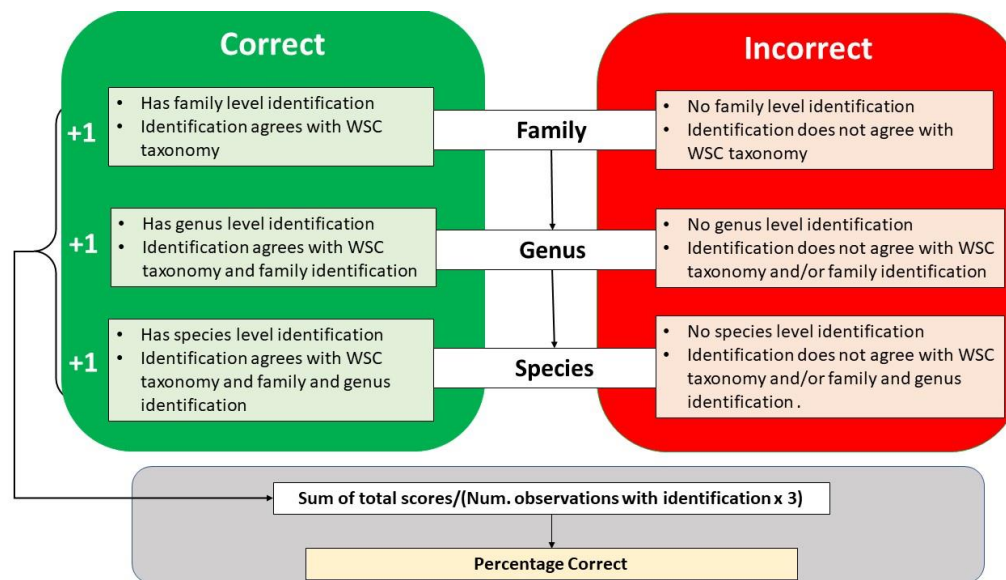 Correct
Incorrect
+1
• Has family level identification
• Identification agrees with WSC
taxonomy
Family
• No family level identification
• Identification does not agree with
WSC taxonomy
+1
• Has genus level identification
• Identification agrees with WSC
taxonomy and family identification
Genus
• No genus level identification
• Identification does not agree with WSC
taxonomy and/or family identification
+1
• Has species level identification
• Identification agrees with WSC
taxonomy and family and genus
identification
Species
• No species level identification
• Identification does not agree with WSC
taxonomy and/or family and genus
identification .
Sum of total scores/(Num. observations with identification x 3)
Percentage Correct